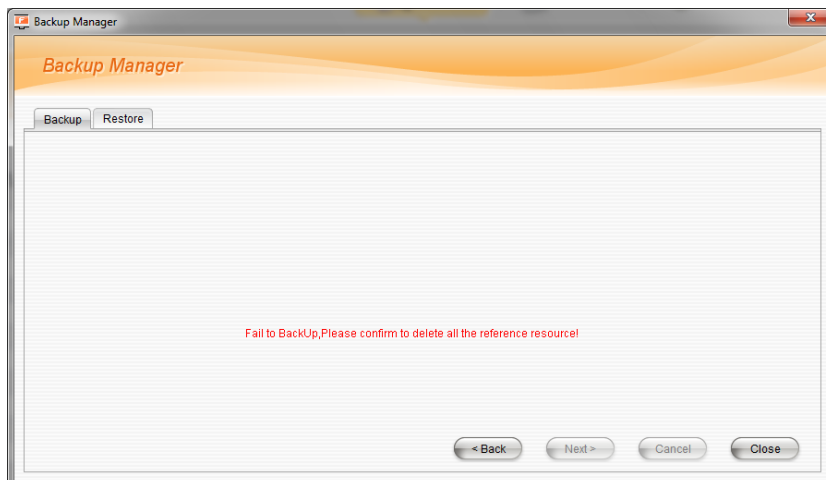 Backup Manager
Backup Manager
Backup Restore
Fail to BackUp,Please confirm to delete all the reference resource!
< Back Next > Cancel Close